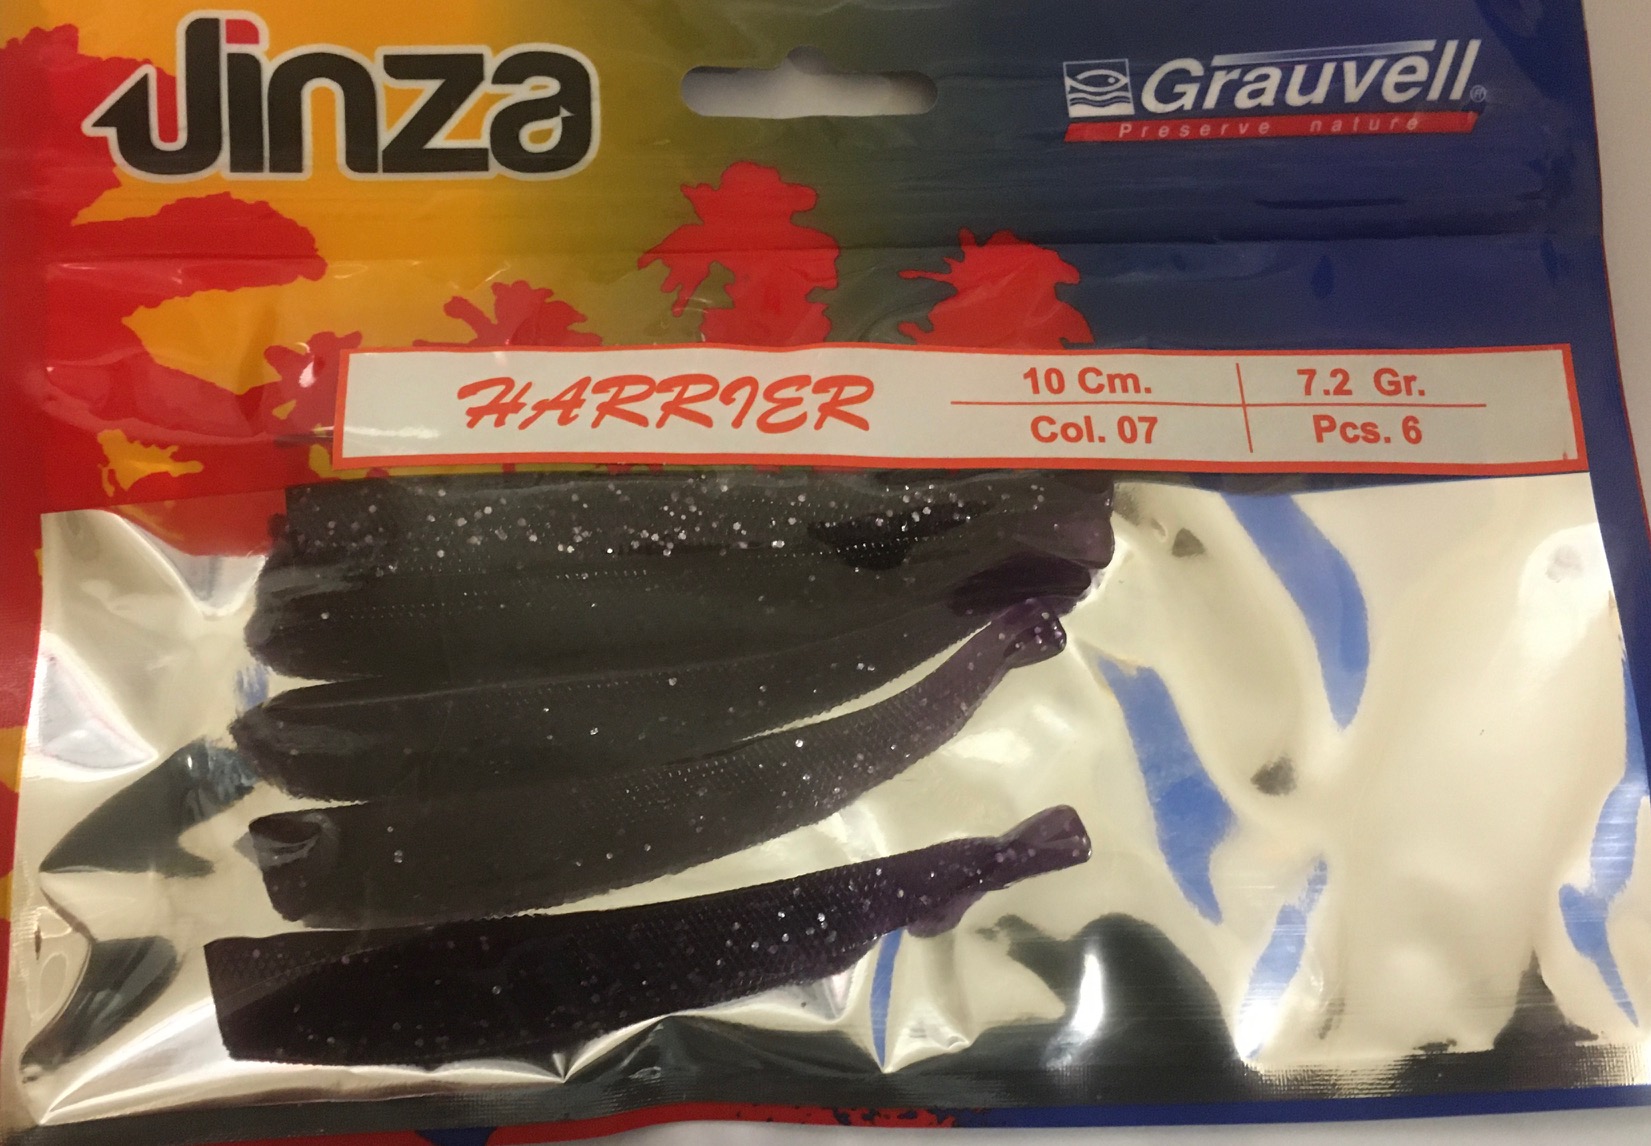 Jinza
Grauvell®
Preserve nature
HARRIER
10 Cm. 7.2 Gr.
Col. 07 Pcs. 6